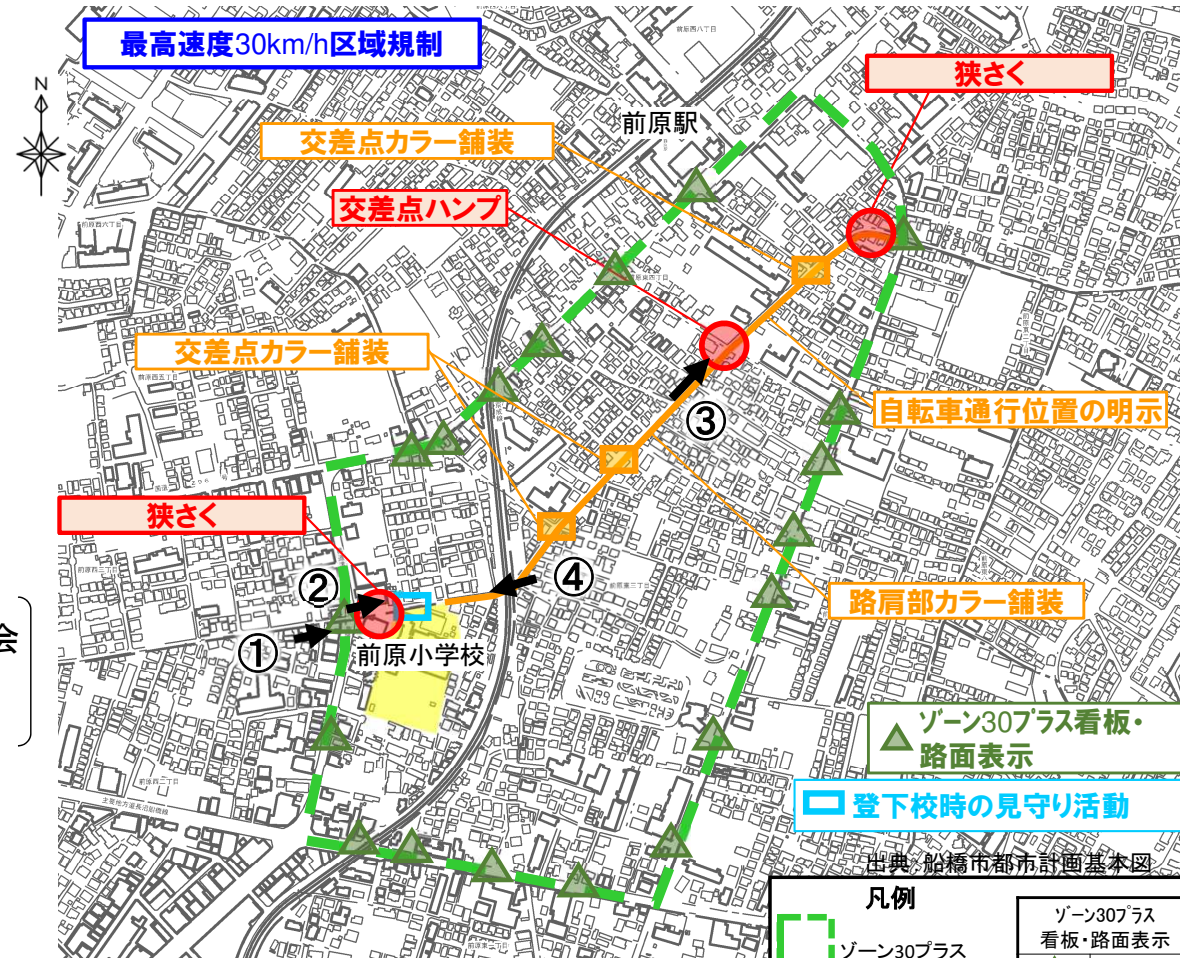 最高速度30km/h区域規制
狭さく
N
前原駅
交差点カラー舗装
交差点ハンプ
交差点カラー舗装
③
自転車通行位置の明示
狭さく
②
④
路肩部カラー舗装
会
①
前原小学校
ゾーン30プラス看板・
路面表示
登下校時の見守り活動
出典:船橋市都市計画基本図
凡例
ゾーン30プラス
ゾーン30プラス
看板・路面表示